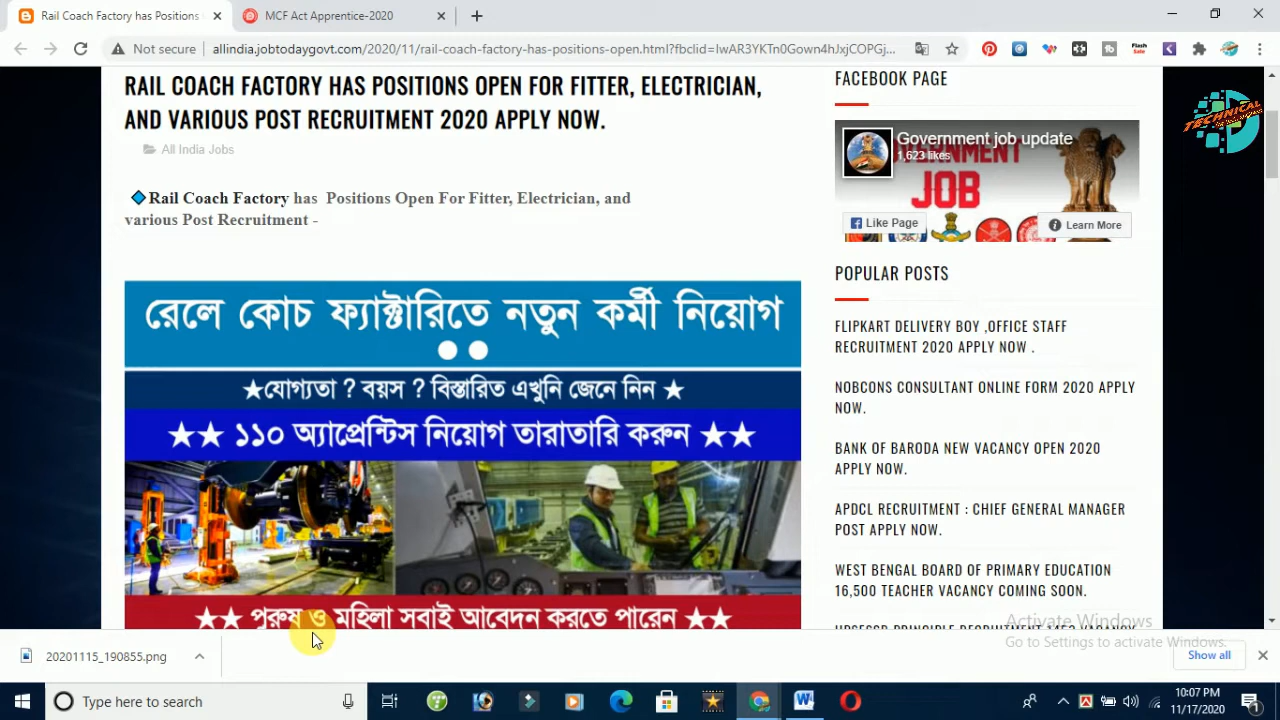 Rail Coach Factory has Positions
MCF Act Apprentice-2020
Not secure
allindia.jobtodaygovt.com/2020/11/rail-coach-factory-has-positions-open.html?fbclid=IwAR3YKTn0Gown4hJxjCOPGj...
RAIL COACH FACTORY HAS POSITIONS OPEN FOR FITTER, ELECTRICIAN,
AND VARIOUS POST RECRUITMENT 2020 APPLY NOW.
All India Jobs
Rail Coach Factory has Positions Open For Fitter, Electrician, and
various Post Recruitment -
রেলে কোচ ফ্যাক্টারিতে নতুন কর্মী নিয়োগ
★যোগ্যতা ? বয়স ? বিস্তারিত এখুনি জেনে নিন ★
★★ ১১০ অ্যাপ্রেন্টিস নিয়োগ তারাতারি করুন ★★
★★ পুরুষ ও মহিলা সবাই আবেদন করতে পারেন ★★
FACEBOOK PAGE
Government job update
1,623 likes
GOVERNMENT
JOB
Like Page
Learn More
POPULAR POSTS
FLIPKART DELIVERY BOY ,OFFICE STAFF
RECRUITMENT 2020 APPLY NOW .
NOBCONS CONSULTANT ONLINE FORM 2020 APPLY
NOW.
BANK OF BARODA NEW VACANCY OPEN 2020
APPLY NOW.
APDCL RECRUITMENT : CHIEF GENERAL MANAGER
POST APPLY NOW.
WEST BENGAL BOARD OF PRIMARY EDUCATION
16,500 TEACHER VACANCY COMING SOON.
TECHNICAL
Activate Windows
Go to Settings to activate Windows.
20201115_190855.png
Show all
Type here to search
10:07 PM
11/17/2020